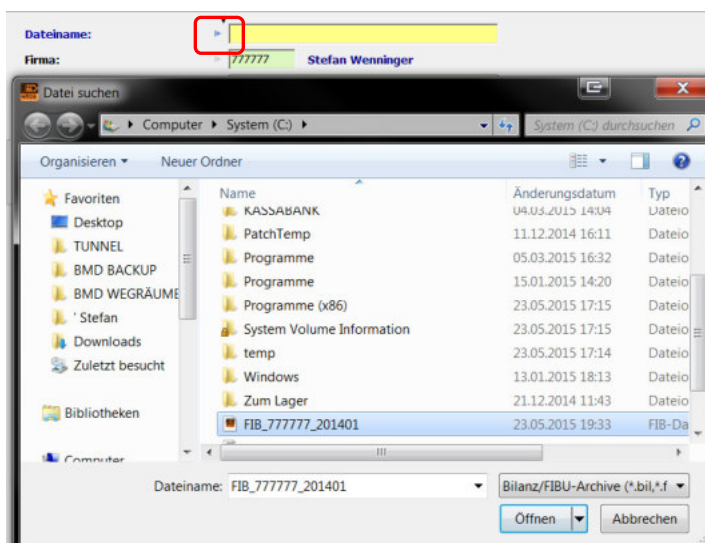 Dateiname:
Firma: 777777 Stefan Wenninger
Datei suchen
Computer System (C:) System (C:) durchsuchen
Organisieren Neuer Ordner
Name Änderungsdatum Typ
Favoriten
Desktop
TUNNEL
BMD BACKUP
BMD WEGRÄUME
' Stefan
Downloads
Zuletzt besucht
Bibliotheken
Computer
KASSABANK 04.03.2015 14:04 Dateio
PatchTemp 11.12.2014 16:11 Dateio
Programme 05.03.2015 16:32 Dateio
Programme 15.01.2015 14:20 Dateio
Programme (x86) 23.05.2015 17:15 Dateio
System Volume Information 23.05.2015 17:15 Dateio
temp 23.05.2015 17:14 Dateio
Windows 13.01.2015 18:13 Dateio
Zum Lager 21.12.2014 11:43 Dateio
FIB_777777_201401 23.05.2015 19:33 FIB-Da
Dateiname: FIB_777777_201401 Bilanz/FIBU-Archive (*.bil,*.f
Öffnen Abbrechen